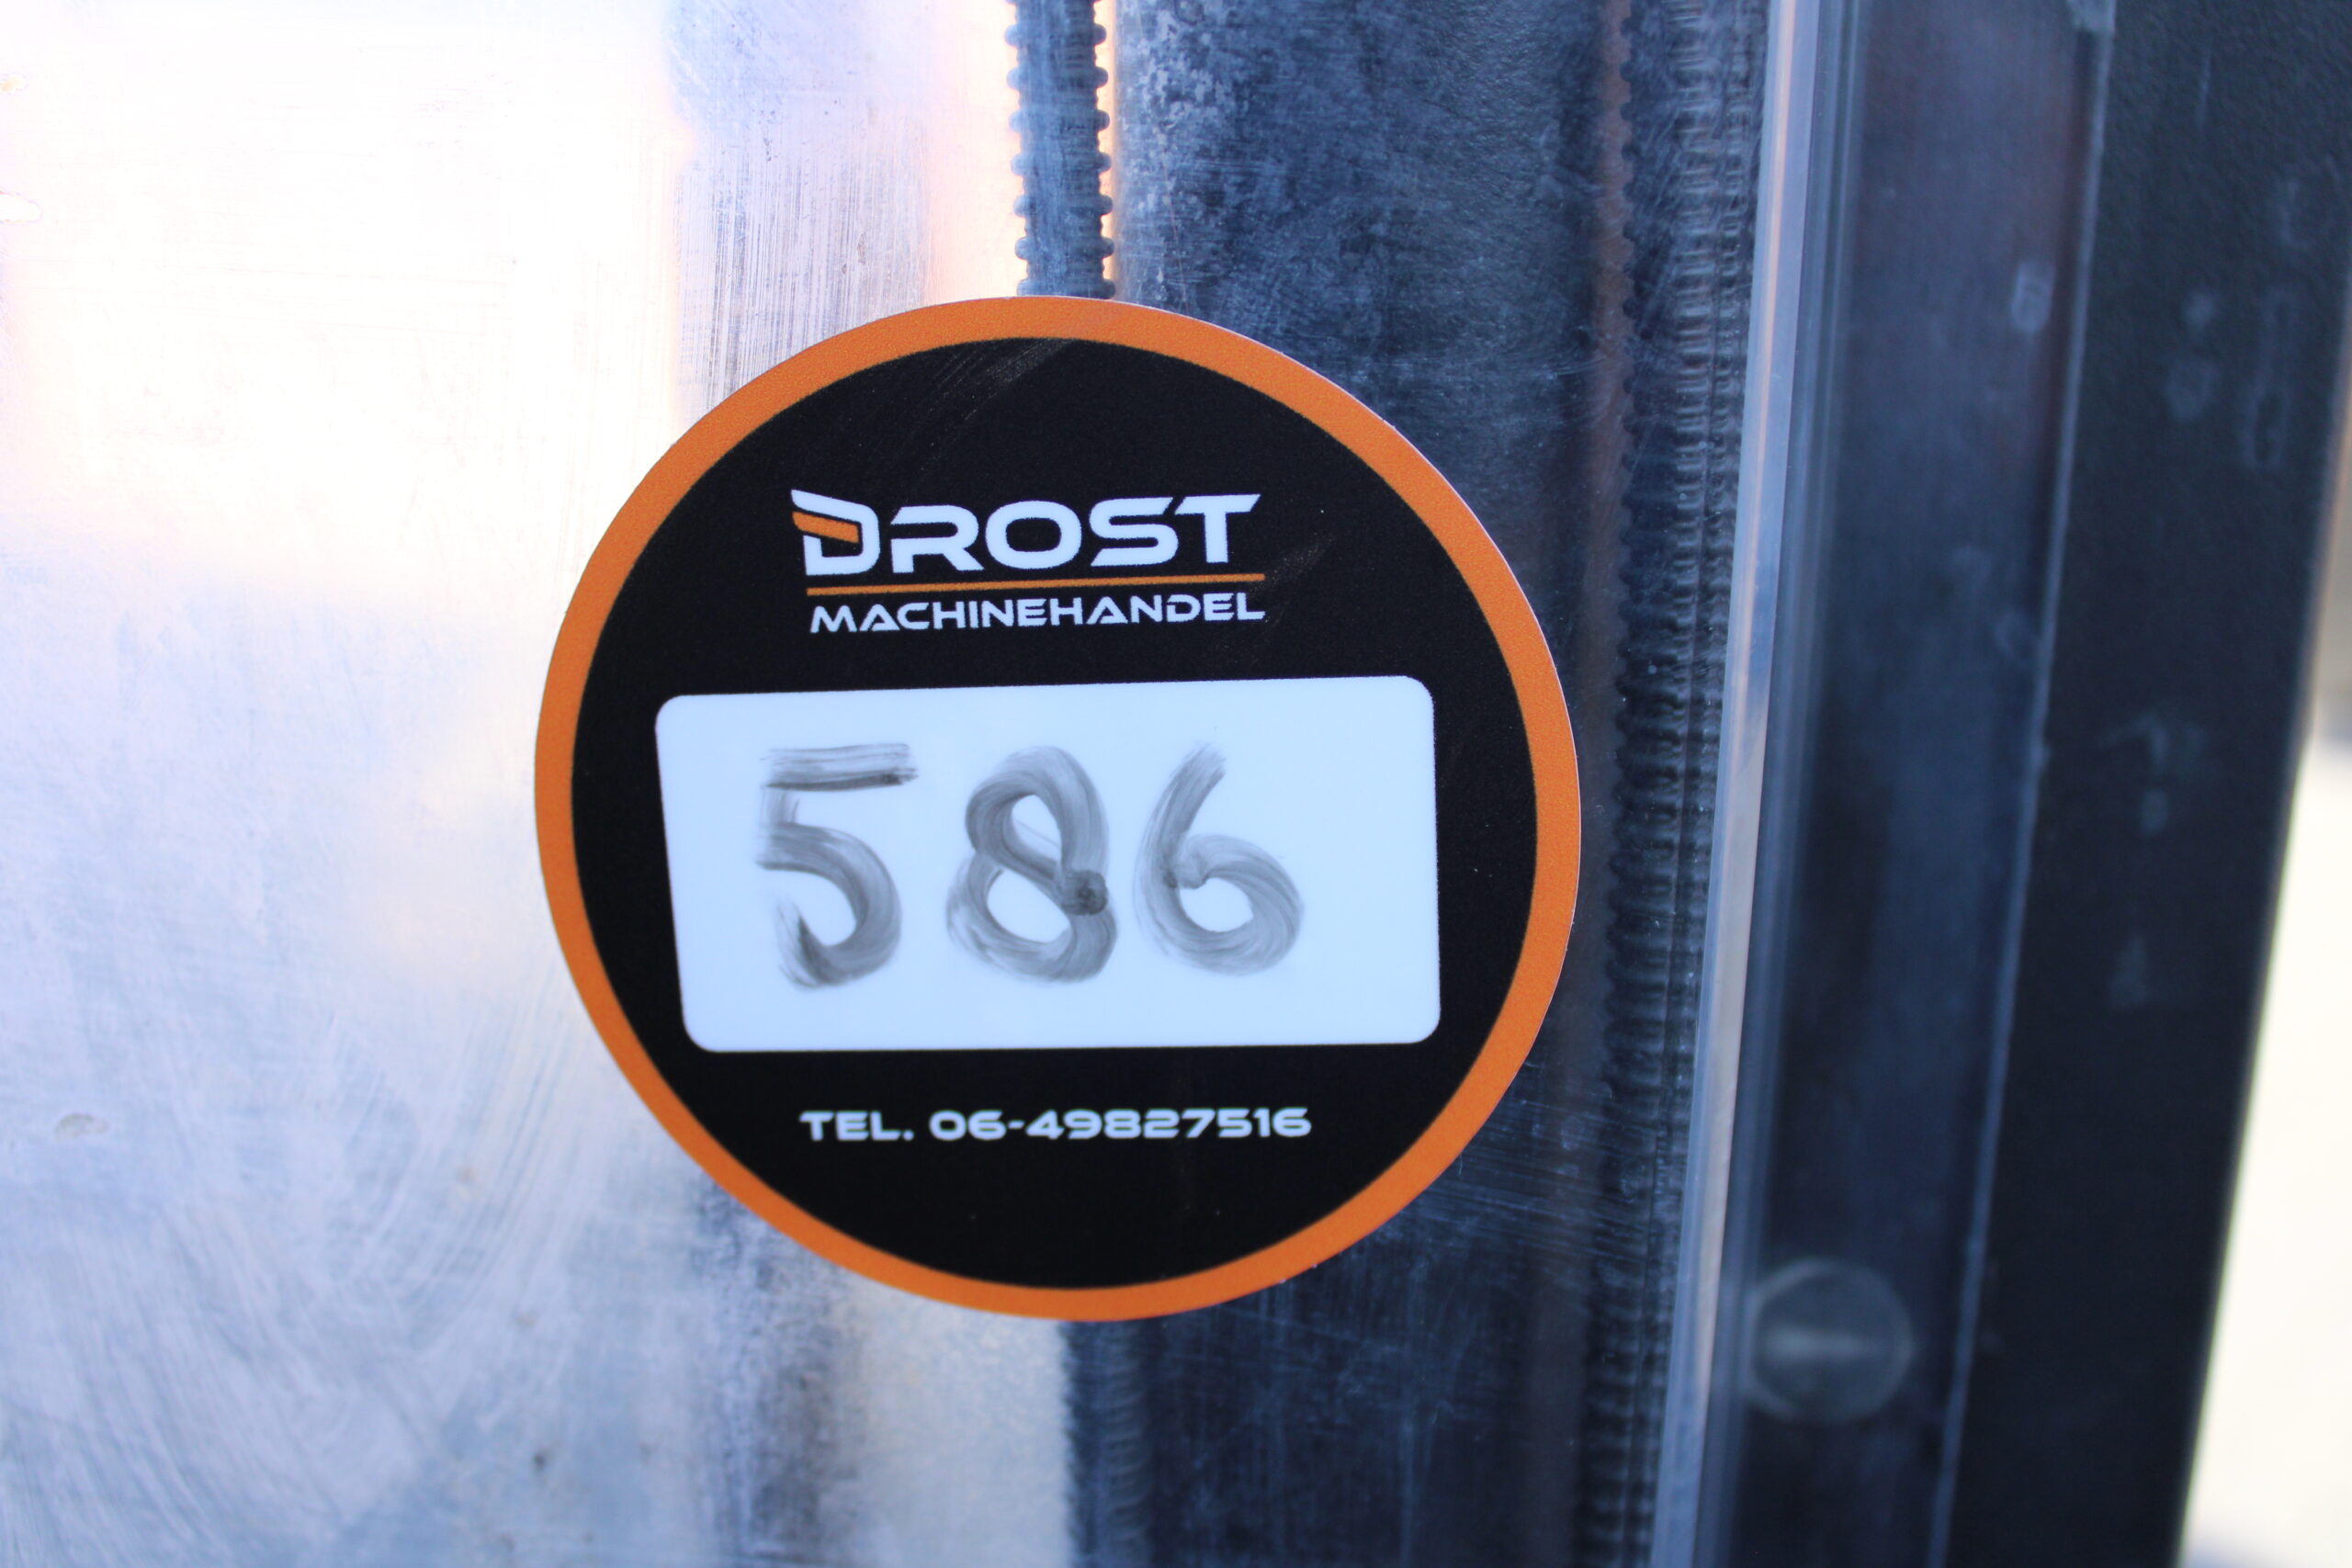 DROST
MACHINEHANDEL
586
TEL. 06-49827516